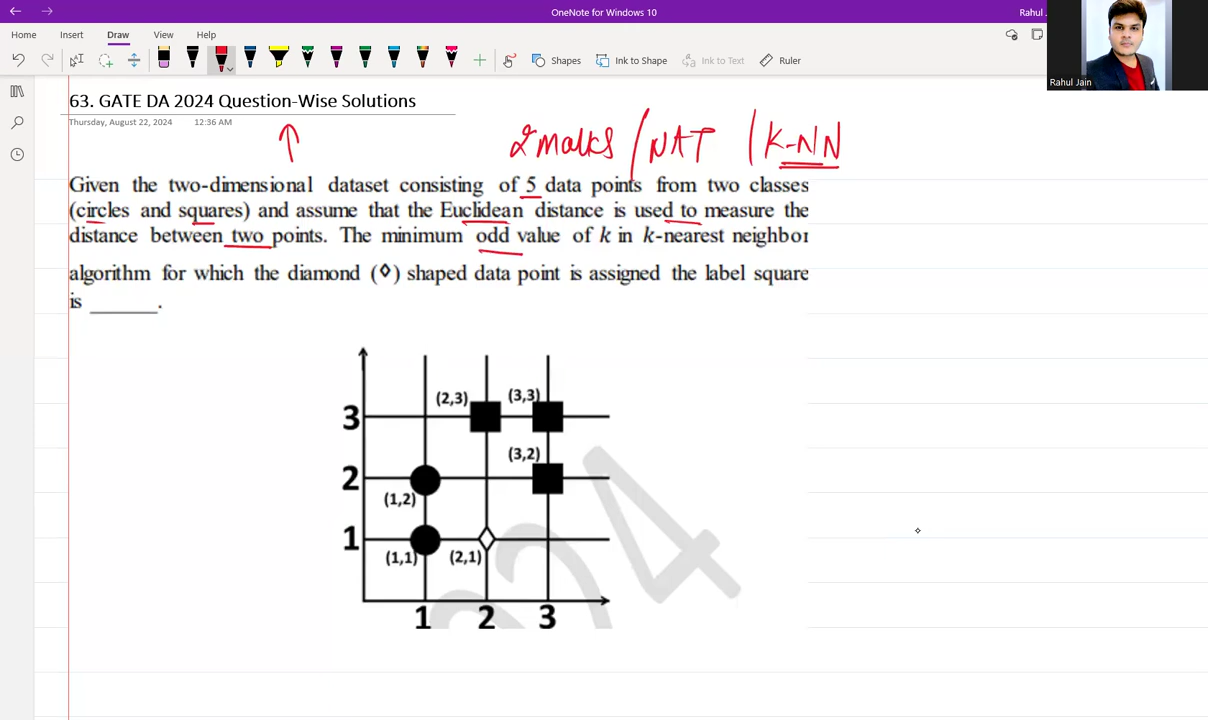 OneNote for Windows 10
Rahul J
Home Insert Draw View Help
Shapes Ink to Shape Ink to Text Ruler
Rahul Jain
63. GATE DA 2024 Question-Wise Solutions
Thursday, August 22, 2024 12:36 AM
2 marks / NAT | K-NN
Given the two-dimensional dataset consisting of 5 data points from two classes
(circles and squares) and assume that the Euclidean distance is used to measure the
distance between two points. The minimum odd value of k in k-nearest neighbor
algorithm for which the diamond (◊) shaped data point is assigned the label square
is ______.
(2,3) (3,3)
3
(3,2)
2
(1,2)
1
(1,1) (2,1)
1 2 3
024